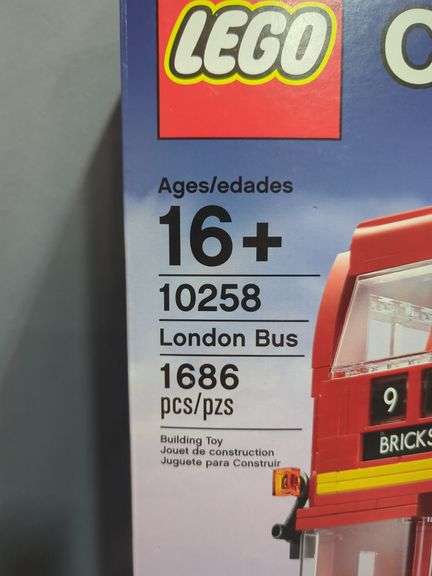 LEGO
Ages/edades
16+
10258
London Bus
1686
pcs/pzs
Building Toy
Jouet de construction
Juguete para Construir
9